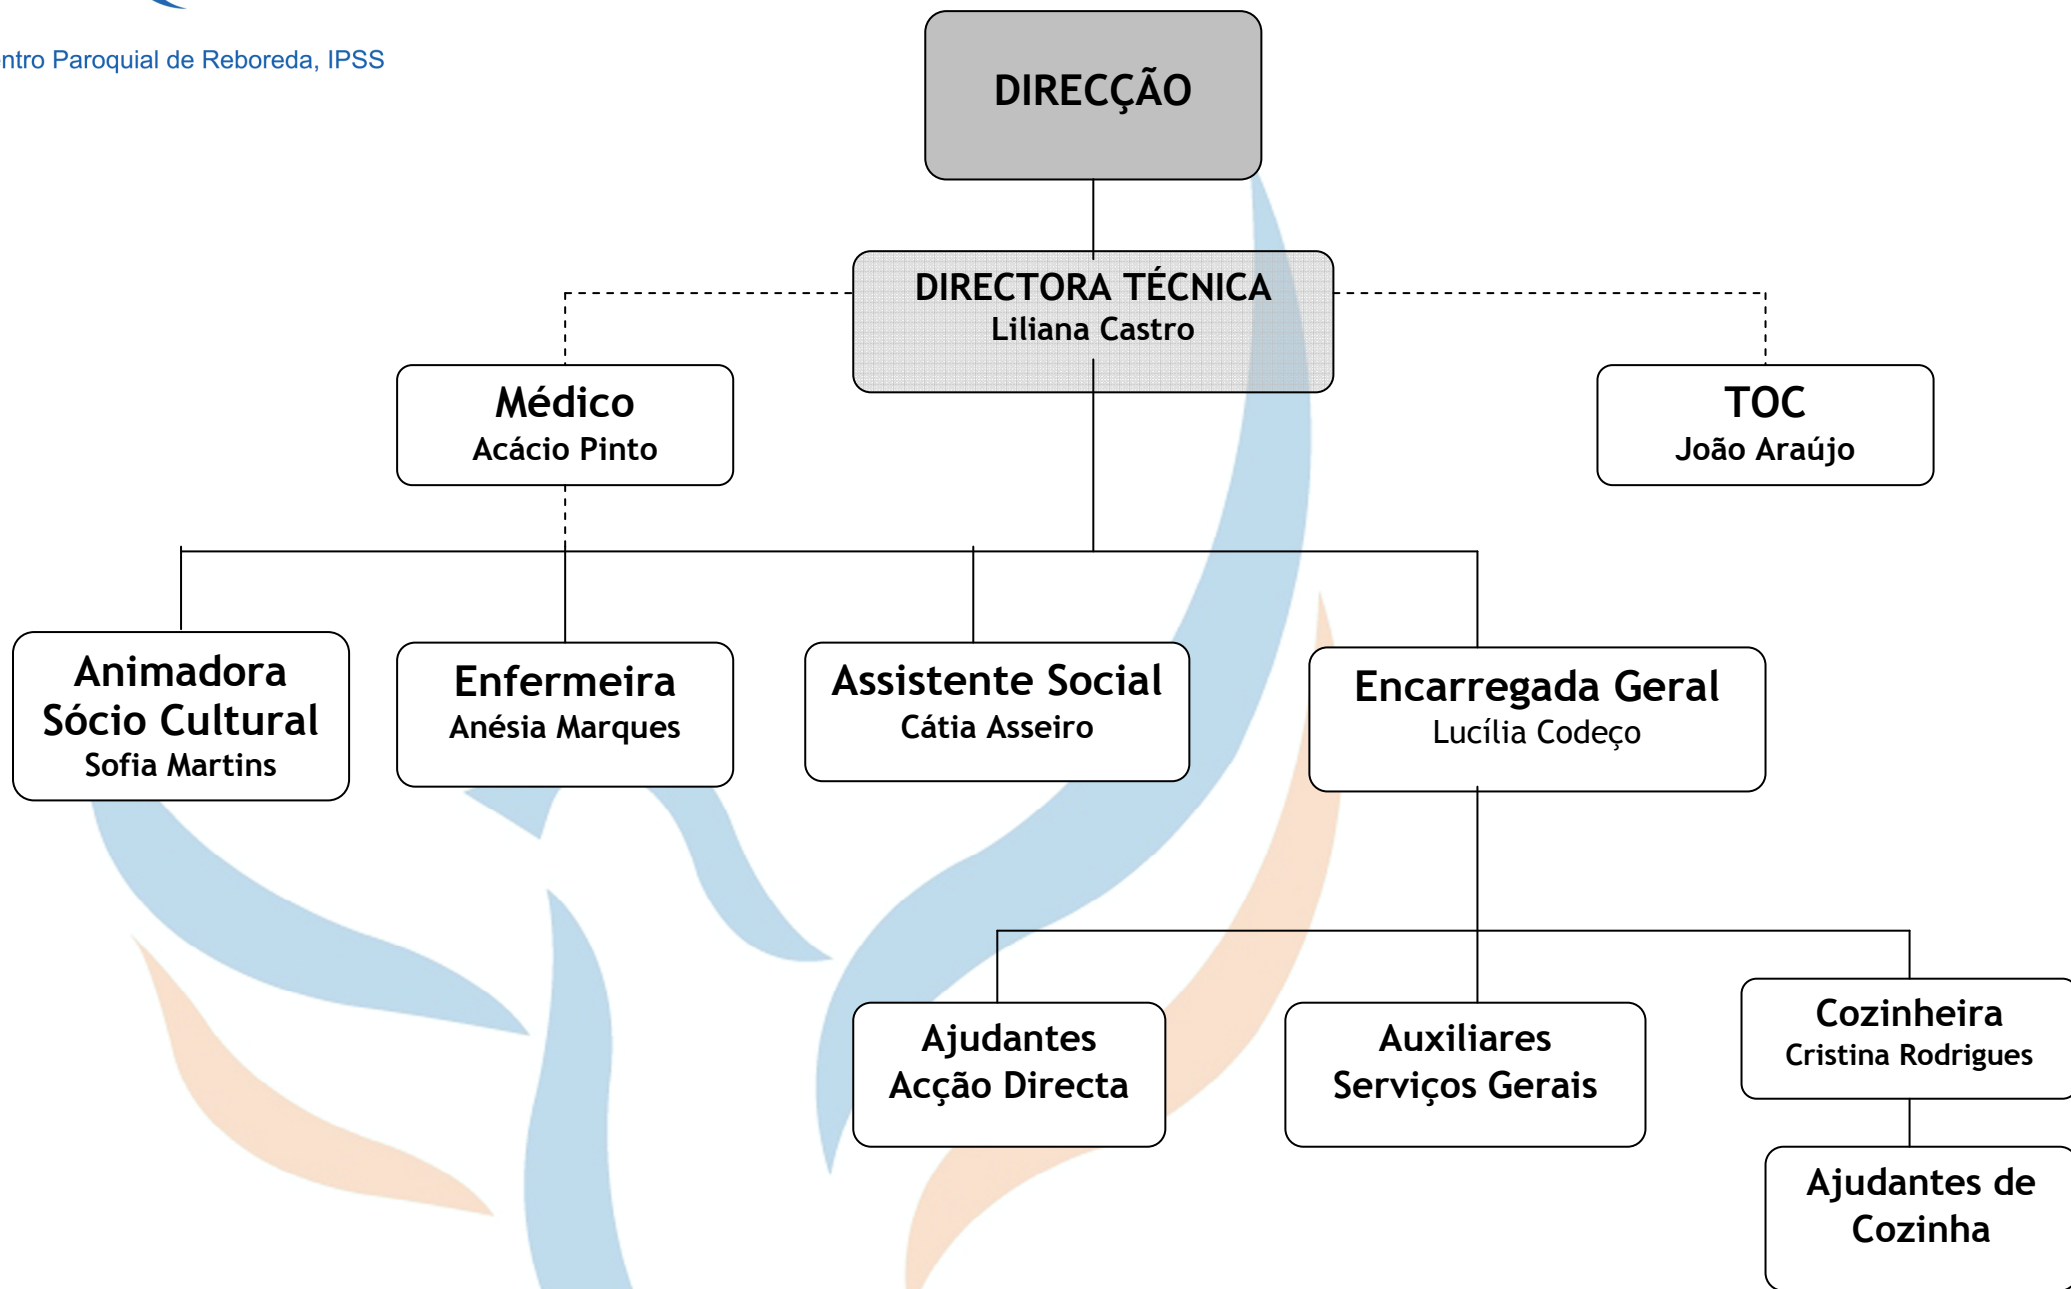 ntro Paroquial de Reboreda, IPSS
DIRECÇÃO
DIRECTORA TÉCNICA
Liliana Castro
Médico
Acácio Pinto
TOC
João Araújo
Animadora
Sócio Cultural
Sofia Martins
Enfermeira
Anésia Marques
Assistente Social
Cátia Asseiro
Encarregada Geral
Lucília Codeço
Ajudantes
Acção Directa
Auxiliares
Serviços Gerais
Cozinheira
Cristina Rodrigues
Ajudantes de
Cozinha